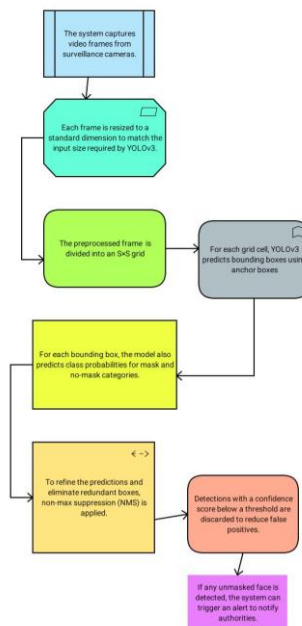 The system captures
video frames from
surveillance cameras.
Each frame is resized to a
standard dimension to match the
input size required by YOLOv3.
The preprocessed frame is
divided into an S×S grid
For each grid cell, YOLOv3
predicts bounding boxes using
anchor boxes
For each bounding box, the model also
predicts class probabilities for mask and
no-mask categories.
To refine the predictions and
eliminate redundant boxes,
non-max suppression (NMS) is
applied.
Detections with a confidence
score below a threshold are
discarded to reduce false
positives.
If any unmasked face is
detected, the system can
trigger an alert to notify
authorities.